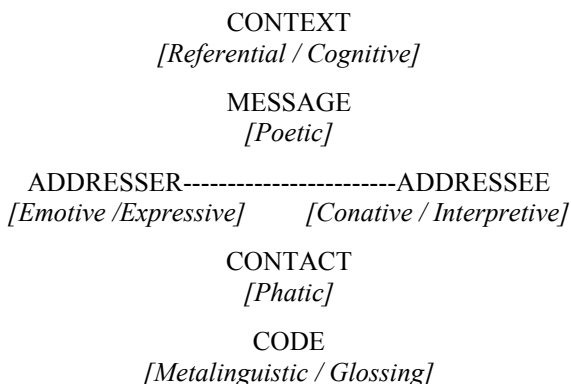 CONTEXT
[Referential / Cognitive]
MESSAGE
[Poetic]
ADDRESSER------------------------ADDRESSEE
[Emotive /Expressive] [Conative / Interpretive]
CONTACT
[Phatic]
CODE
[Metalinguistic / Glossing]